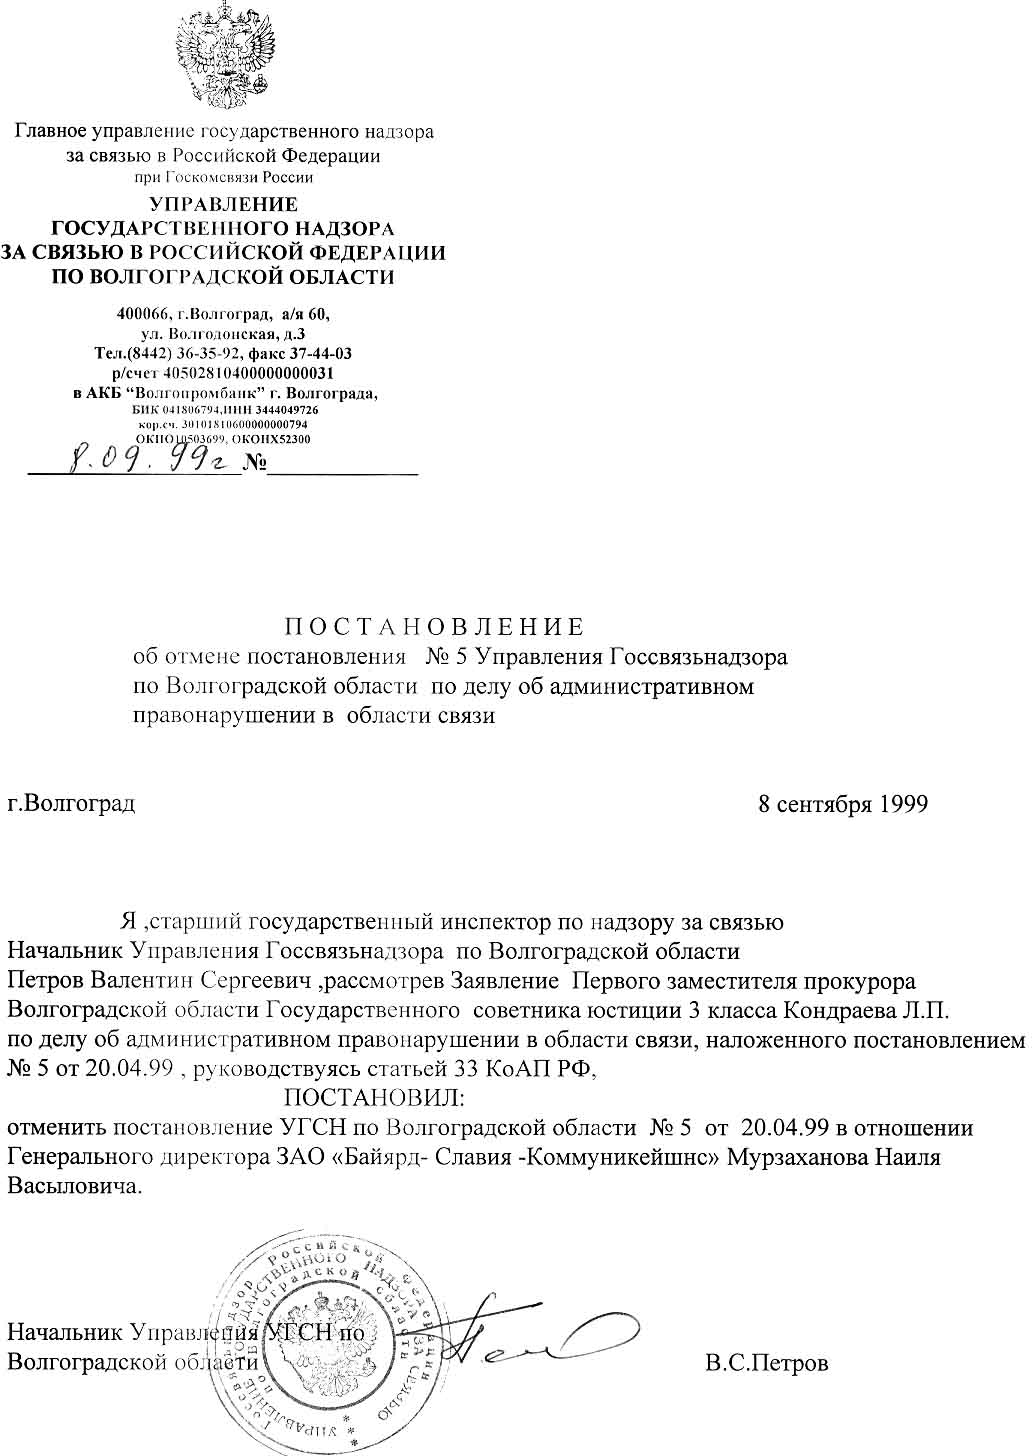 Главное управление государственного надзора
за связью в Российской Федерации
при Госкомсвязи России
УПРАВЛЕНИЕ
ГОСУДАРСТВЕННОГО НАДЗОРА
ЗА СВЯЗЬЮ В РОССИЙСКОЙ ФЕДЕРАЦИИ
ПО ВОЛГОГРАДСКОЙ ОБЛАСТИ
400066, г.Волгоград, а/я 60,
ул. Волгодонская, д.3
Тел.(8442) 36-35-92, факс 37-44-03
р/счет 40502810400000000031
в АКБ “Волгопромбанк” г. Волгограда,
БИК 041806794,ИНН 3444049726
кор.сч. 30101810600000000794
ОКПО10503699, ОКОНХ52300
8.09.99г №
П О С Т А Н О В Л Е Н И Е
об отмене постановления № 5 Управления Госсвязьнадзора
по Волгоградской области по делу об административном
правонарушении в области связи
г.Волгоград 8 сентября 1999
Я ,старший государственный инспектор по надзору за связью
Начальник Управления Госсвязьнадзора по Волгоградской области
Петров Валентин Сергеевич ,рассмотрев Заявление Первого заместителя прокурора
Волгоградской области Государственного советника юстиции 3 класса Кондраева Л.П.
по делу об административном правонарушении в области связи, наложенного постановлением
№ 5 от 20.04.99 , руководствуясь статьей 33 КоАП РФ,
ПОСТАНОВИЛ:
отменить постановление УГСН по Волгоградской области № 5 от 20.04.99 в отношении
Генерального директора ЗАО «Байярд- Славия -Коммуникейшнс» Мурзаханова Наиля
Васыловича.
Начальник Управления УГСН по
Волгоградской области В.С.Петров
Госсвязьнадзор Российской Федерации
УПРАВЛЕНИЕ ГОСУДАРСТВЕННОГО НАДЗОРА ЗА СВЯЗЬЮ
по Волгоградской области